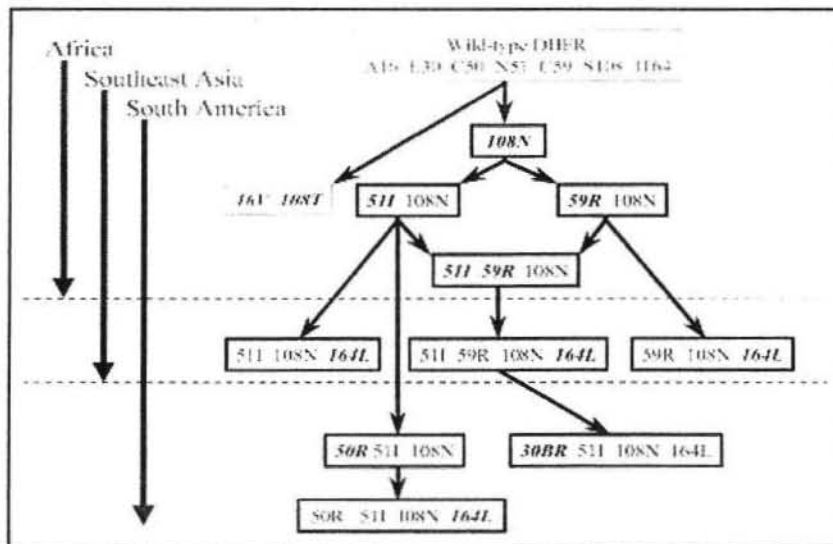 Africa
Southeast Asia
South America
Wild-type DHFR
A16 L30 C50 N51 C59 S108 I164
108N
16V 108T
51I 108N
59R 108N
51I 59R 108N
51I 108N 164L
51I 59R 108N 164L
59R 108N 164L
50R 51I 108N
30BR 51I 108N 164L
50R 51I 108N 164L